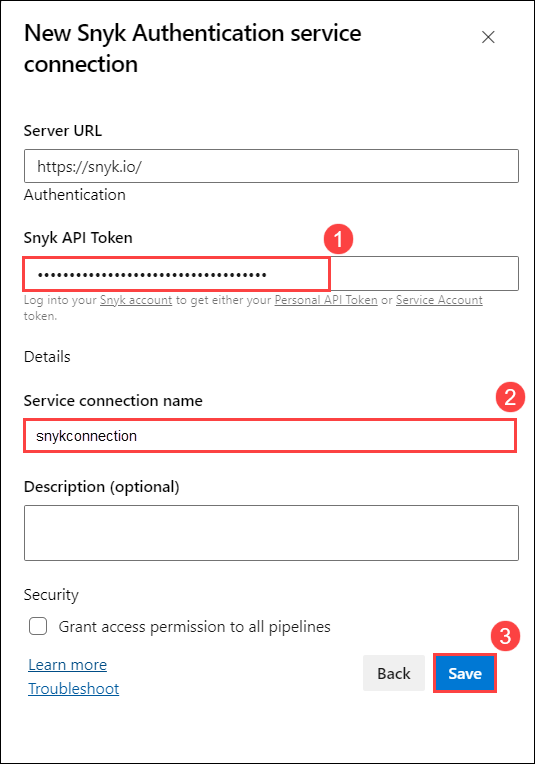 New Snyk Authentication service
connection
Server URL
https://snyk.io/
Authentication
Snyk API Token
1
••••••••••••••••••••••••••••••••••••
Log into your Snyk account to get either your Personal API Token or Service Account
token.
Details
Service connection name
2
snykconnection
Description (optional)
Security
Grant access permission to all pipelines
3
Learn more
Back
Save
Troubleshoot